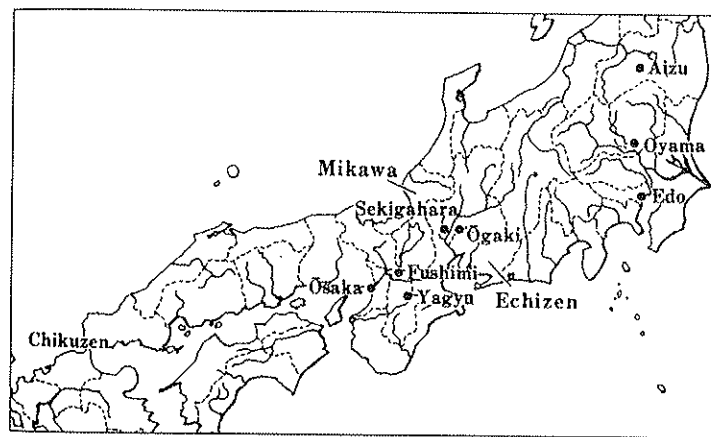 Aizu
Oyama
Mikawa
Edo
Sekigahara
Ōgaki
Fushimi
Ōsaka
Yagyu
Echizen
Chikuzen